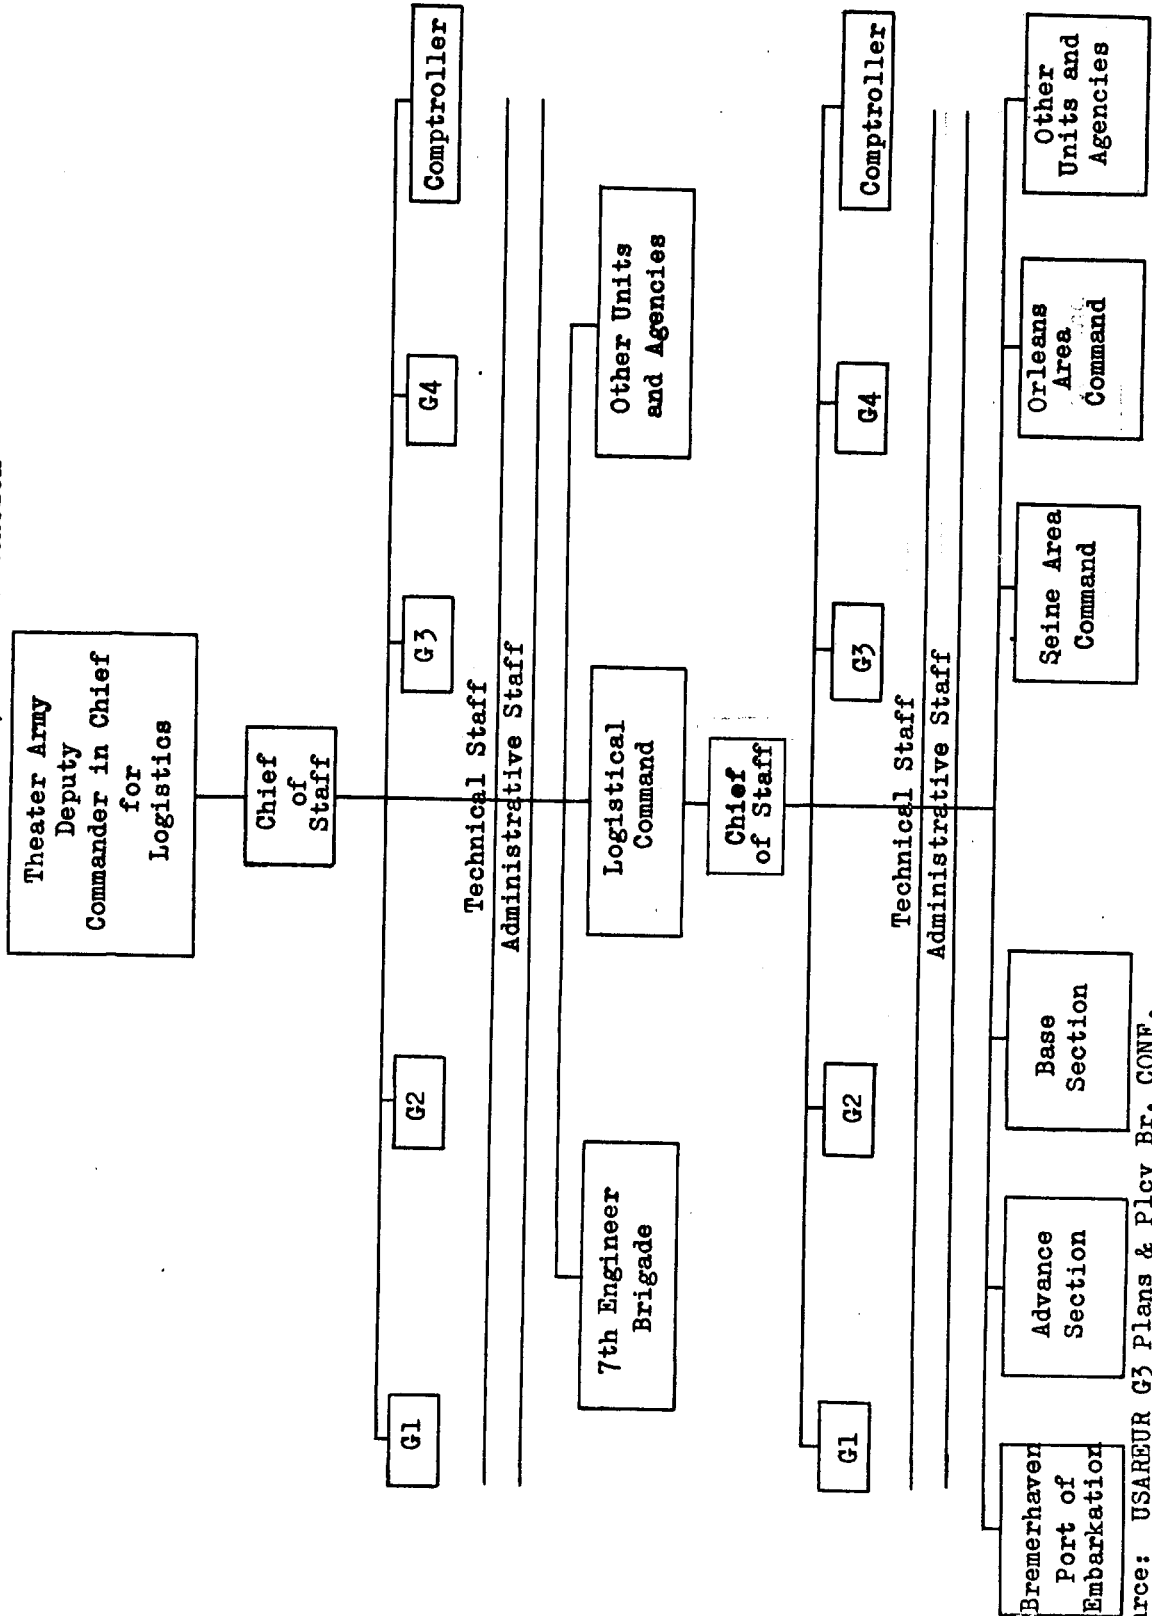 Theater Army
Deputy
Commander in Chief
for
Logistics
Chief
of
Staff
G1
G2
G3
G4
Comptroller
Technical Staff
Administrative Staff
7th Engineer
Brigade
Logistical
Command
Other Units
and Agencies
Chief
of Staff
G1
G2
G3
G4
Comptroller
Technical Staff
Administrative Staff
Bremerhaven
Port of
Embarkation
Advance
Section
Base
Section
Seine Area
Command
Orleans
Area
Command
Other
Units and
Agencies
rce: USAREUR G3 Plans & Plcy Br. CONF.